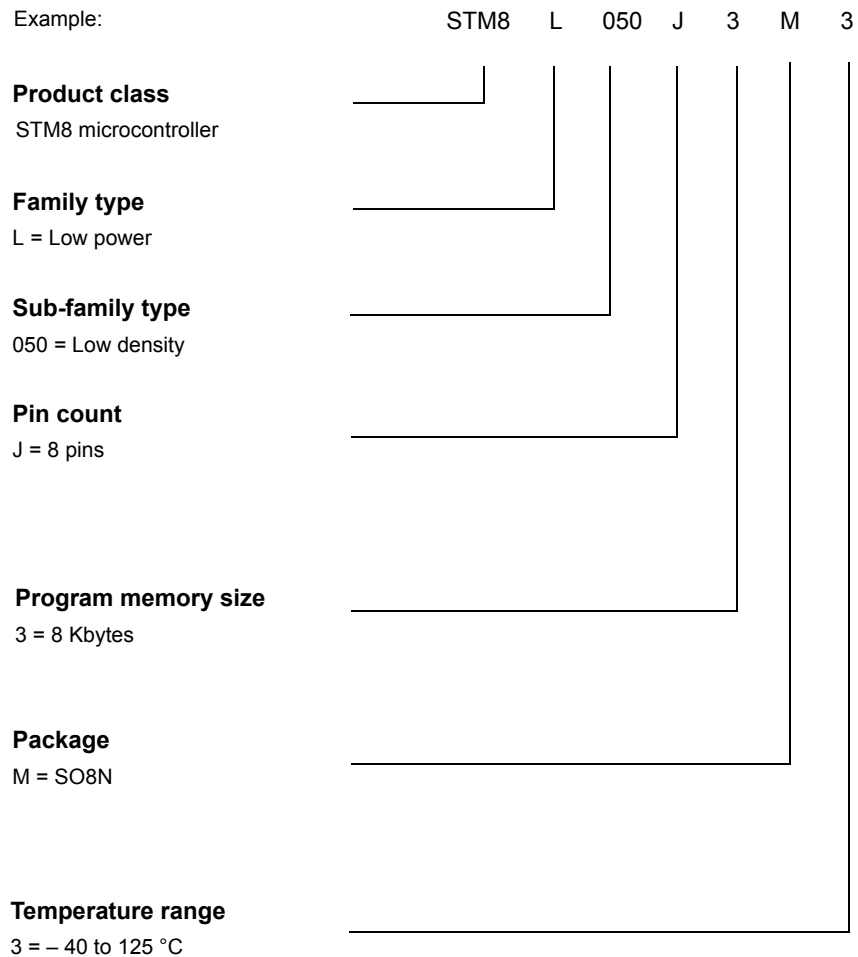 Example: STM8 L 050 J 3 M 3
Product class
STM8 microcontroller
Family type
L = Low power
Sub-family type
050 = Low density
Pin count
J = 8 pins
Program memory size
3 = 8 Kbytes
Package
M = SO8N
Temperature range
3 = – 40 to 125 °C